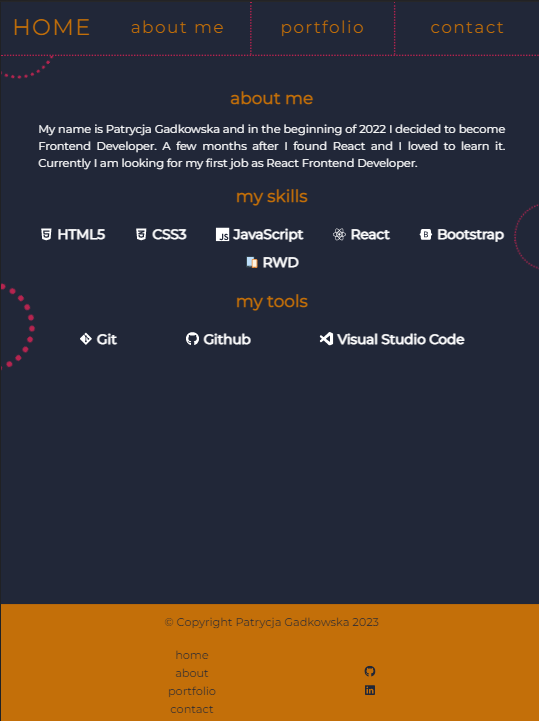 HOME about me portfolio contact
about me
My name is Patrycja Gadkowska and in the beginning of 2022 I decided to become
Frontend Developer. A few months after I found React and I loved to learn it.
Currently I am looking for my first job as React Frontend Developer.
my skills
HTML5 CSS3 JavaScript React Bootstrap
RWD
my tools
Git Github Visual Studio Code
© Copyright Patrycja Gadkowska 2023
home
about
portfolio
contact